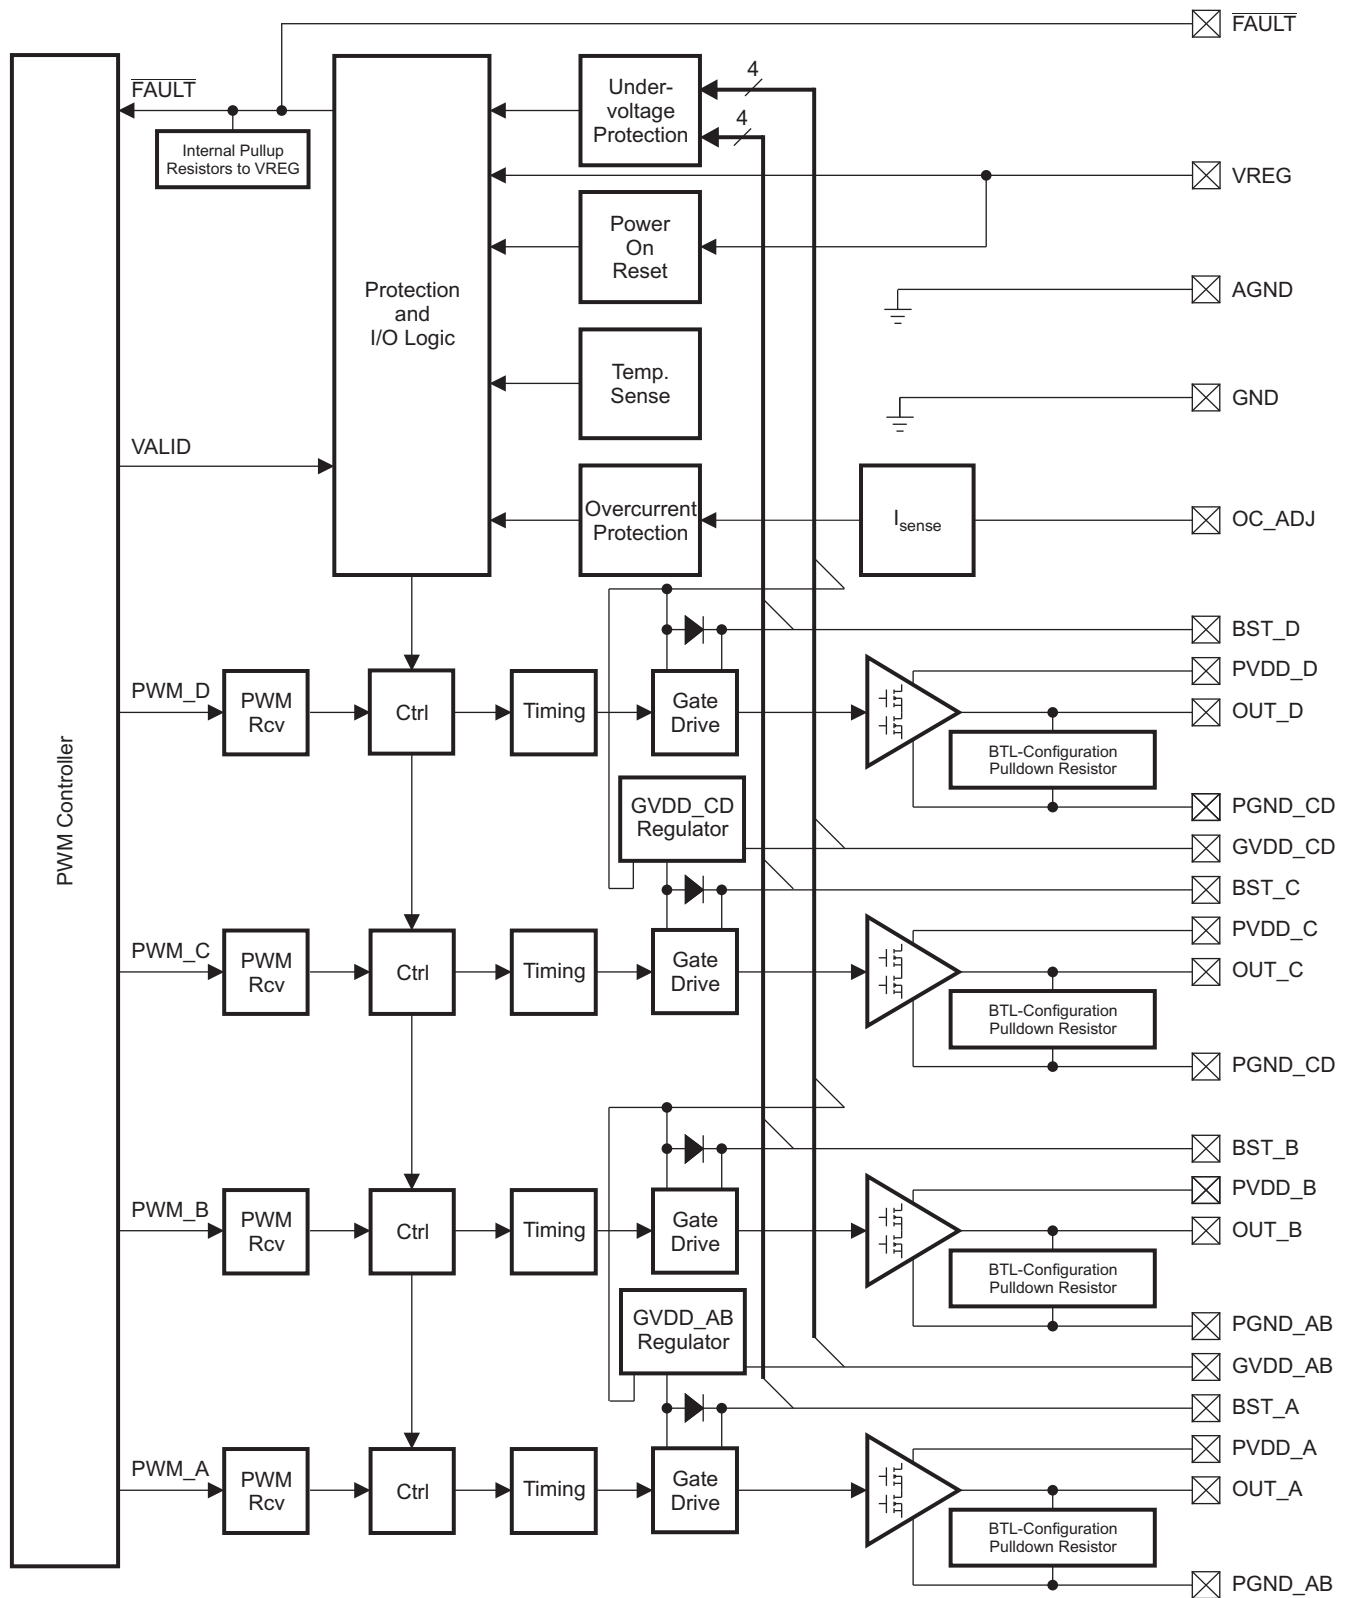 FAULT
FAULT
4
Under-
voltage
Protection
4
Internal Pullup
Resistors to VREG
VREG
Power
On
Reset
Protection
and
I/O Logic
AGND
Temp.
Sense
GND
VALID
Overcurrent
Protection
Isense
OC_ADJ
BST_D
PVDD_D
PWM_D
PWM
Rcv
Ctrl
Timing
Gate
Drive
OUT_D
BTL-Configuration
Pulldown Resistor
PWM Controller
GVDD_CD
Regulator
PGND_CD
GVDD_CD
BST_C
PVDD_C
PWM_C
PWM
Rcv
Ctrl
Timing
Gate
Drive
OUT_C
BTL-Configuration
Pulldown Resistor
PGND_CD
BST_B
PVDD_B
PWM_B
PWM
Rcv
Ctrl
Timing
Gate
Drive
OUT_B
BTL-Configuration
Pulldown Resistor
GVDD_AB
Regulator
PGND_AB
GVDD_AB
BST_A
PVDD_A
PWM_A
PWM
Rcv
Ctrl
Timing
Gate
Drive
OUT_A
BTL-Configuration
Pulldown Resistor
PGND_AB